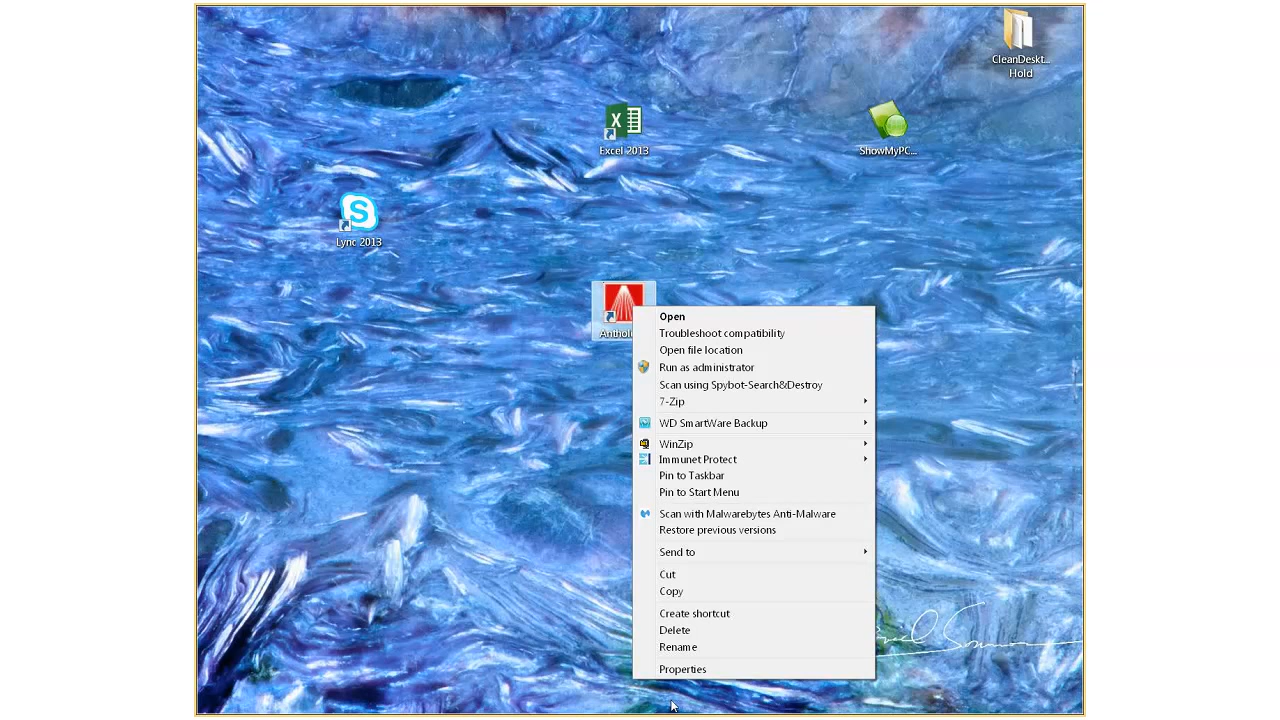 CleanDeskt...
Hold
Excel 2013
ShowMyPC...
Lync 2013
Open
Troubleshoot compatibility
Open file location
Run as administrator
Scan using Spybot-Search&Destroy
7-Zip
WD SmartWare Backup
WinZip
Immunet Protect
Pin to Taskbar
Pin to Start Menu
Scan with Malwarebytes Anti-Malware
Restore previous versions
Send to
Cut
Copy
Create shortcut
Delete
Rename
Properties